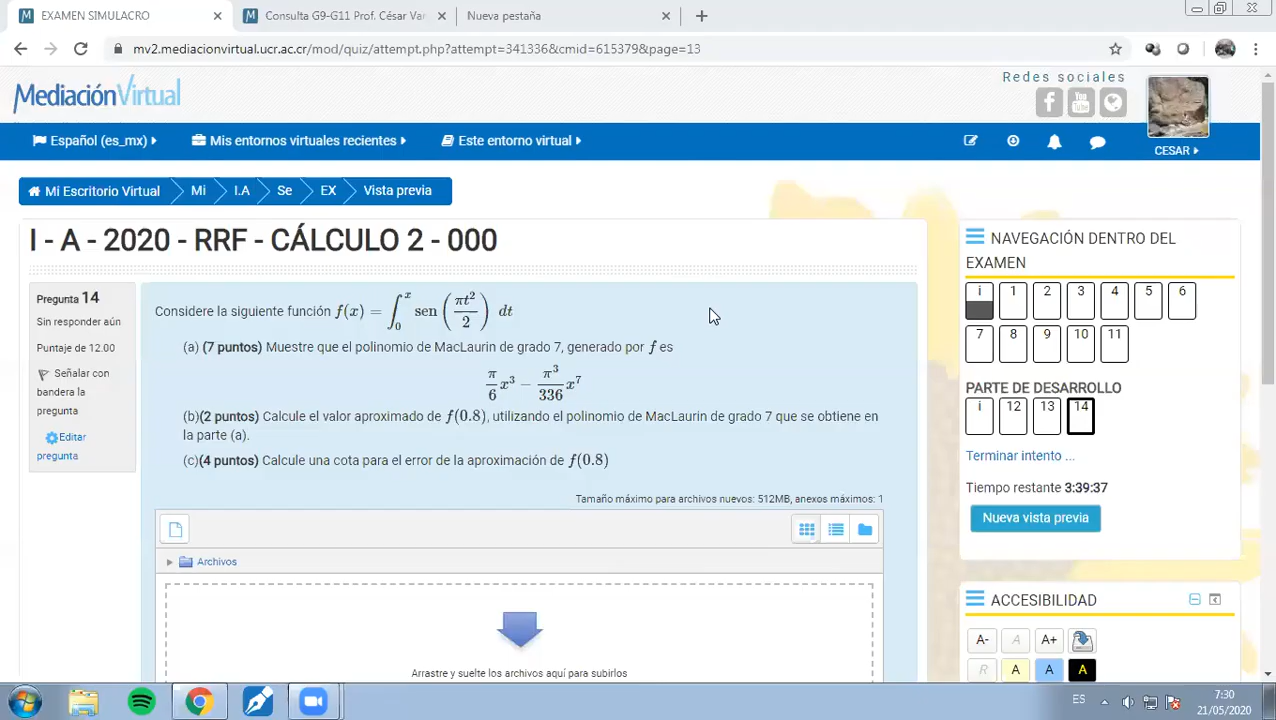 EXAMEN SIMULACRO
Consulta G9-G11 Prof. César Var
Nueva pestaña
mv2.mediacionvirtual.ucr.ac.cr/mod/quiz/attempt.php?attempt=341336&cmid=615379&page=13
MediaciónVirtual
Redes sociales
Español (es_mx)
Mis entornos virtuales recientes
Este entorno virtual
CESAR
Mi Escritorio Virtual
Mi
I.A
Se
EX
Vista previa
I - A - 2020 - RRF - CÁLCULO 2 - 000
Pregunta 14
Sin responder aún
Puntaje de 12.00
Señalar con
bandera la
pregunta
Editar
pregunta
Considere la siguiente función f(x) = ∫₀ˣ sen (πt²/2) dt
(a) (7 puntos) Muestre que el polinomio de MacLaurin de grado 7, generado por f es
π/6 x³ − π³/336 x⁷
(b)(2 puntos) Calcule el valor aproximado de f(0.8), utilizando el polinomio de MacLaurin de grado 7 que se obtiene en
la parte (a).
(c)(4 puntos) Calcule una cota para el error de la aproximación de f(0.8)
Tamaño máximo para archivos nuevos: 512MB, anexos máximos: 1
Archivos
Arrastre y suelte los archivos aquí para subirlos
NAVEGACIÓN DENTRO DEL
EXAMEN
i 1 2 3 4 5 6
7 8 9 10 11
PARTE DE DESARROLLO
i 12 13 14
Terminar intento ...
Tiempo restante 3:39:37
Nueva vista previa
ACCESIBILIDAD
A- A A+
R A A A
ES
7:30
21/05/2020